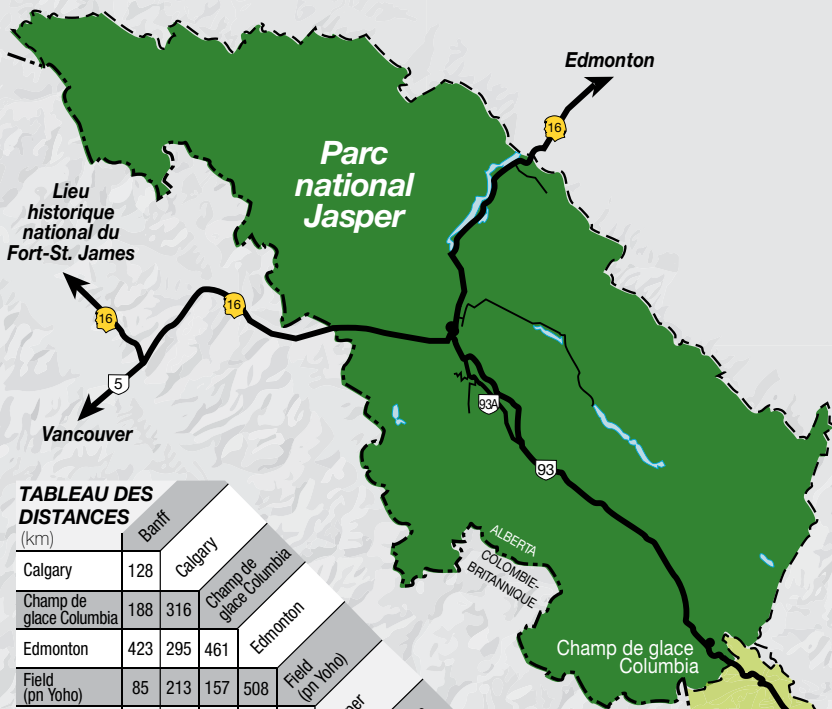 Edmonton
16
Parc
national
Jasper
Lieu
historique
national du
Fort-St. James
16
16
5
Vancouver
93A
93
ALBERTA
COLOMBIE-
BRITANNIQUE
Champ de glace
Columbia
TABLEAU DES
DISTANCES
(km)
Banff
Calgary
Champ de
glace Columbia
Edmonton
Field
(pn Yoho)
Calgary 128
Champ de
glace Columbia 188 316
Edmonton 423 295 461
Field
(pn Yoho) 85 213 157 508